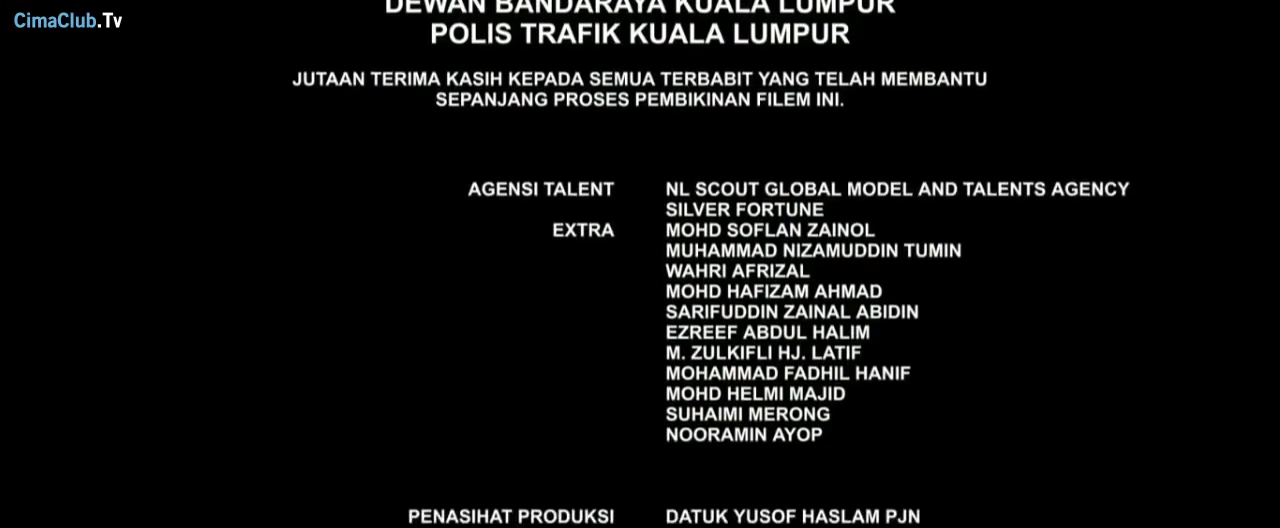 CimaClub.Tv
DEWAN BANDARAYA KUALA LUMPUR
POLIS TRAFIK KUALA LUMPUR
JUTAAN TERIMA KASIH KEPADA SEMUA TERBABIT YANG TELAH MEMBANTU
SEPANJANG PROSES PEMBIKINAN FILEM INI.
AGENSI TALENT NL SCOUT GLOBAL MODEL AND TALENTS AGENCY
SILVER FORTUNE
EXTRA MOHD SOFLAN ZAINOL
MUHAMMAD NIZAMUDDIN TUMIN
WAHRI AFRIZAL
MOHD HAFIZAM AHMAD
SARIFUDDIN ZAINAL ABIDIN
EZREEF ABDUL HALIM
M. ZULKIFLI HJ. LATIF
MOHAMMAD FADHIL HANIF
MOHD HELMI MAJID
SUHAIMI MERONG
NOORAMIN AYOP
PENASIHAT PRODUKSI DATUK YUSOF HASLAM PJN